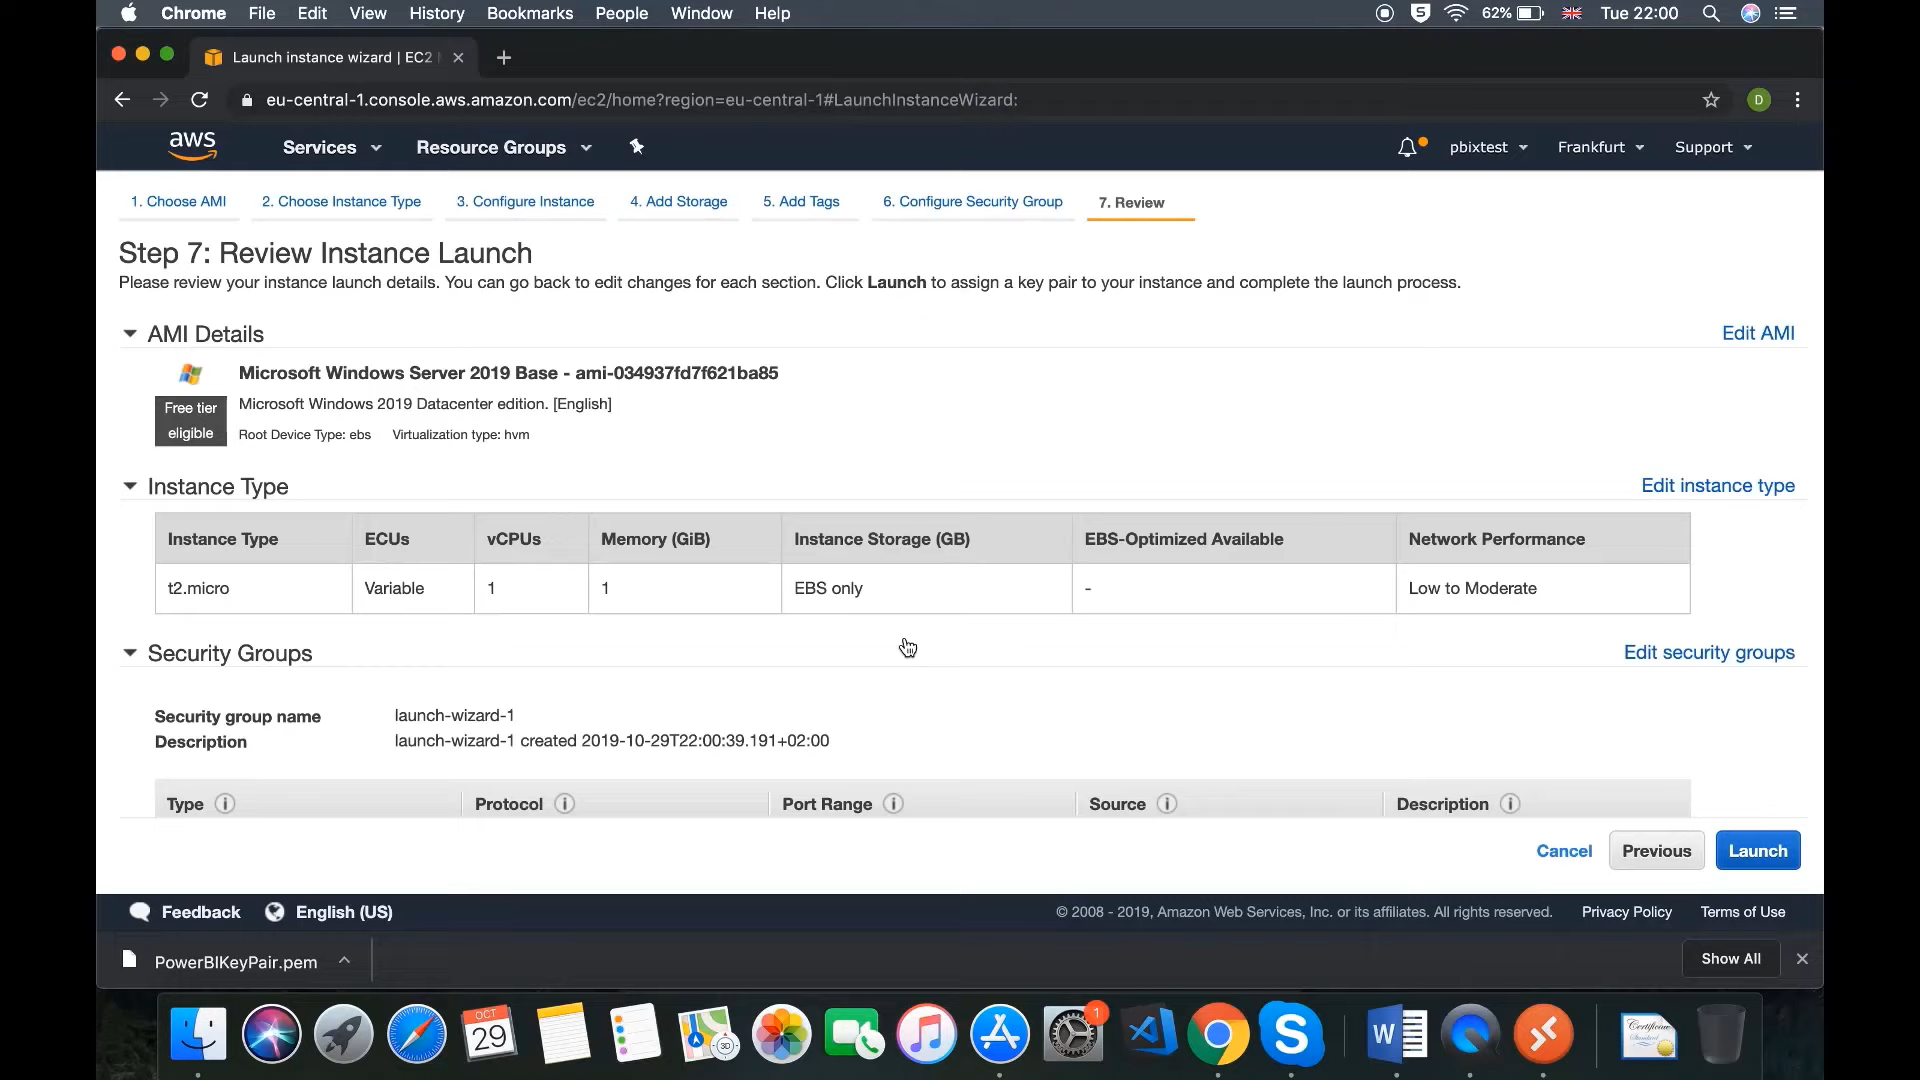 Chrome File Edit View History Bookmarks People Window Help 62% Tue 22:00
Launch instance wizard | EC2
eu-central-1.console.aws.amazon.com/ec2/home?region=eu-central-1#LaunchInstanceWizard: D
aws Services Resource Groups pbixtest Frankfurt Support
1. Choose AMI 2. Choose Instance Type 3. Configure Instance 4. Add Storage 5. Add Tags 6. Configure Security Group 7. Review
Step 7: Review Instance Launch
Please review your instance launch details. You can go back to edit changes for each section. Click Launch to assign a key pair to your instance and complete the launch process.
AMI Details Edit AMI
Microsoft Windows Server 2019 Base - ami-034937fd7f621ba85
Free tier eligible
Microsoft Windows 2019 Datacenter edition. [English]
Root Device Type: ebs Virtualization type: hvm
Instance Type Edit instance type
Instance Type ECUs vCPUs Memory (GiB) Instance Storage (GB) EBS-Optimized Available Network Performance
t2.micro Variable 1 1 EBS only - Low to Moderate
Security Groups Edit security groups
Security group name launch-wizard-1
Description launch-wizard-1 created 2019-10-29T22:00:39.191+02:00
Type Protocol Port Range Source Description
Cancel Previous Launch
Feedback English (US) © 2008 - 2019, Amazon Web Services, Inc. or its affiliates. All rights reserved. Privacy Policy Terms of Use
PowerBIKeyPair.pem Show All
OCT
29
3D
1
W
S
Certificate